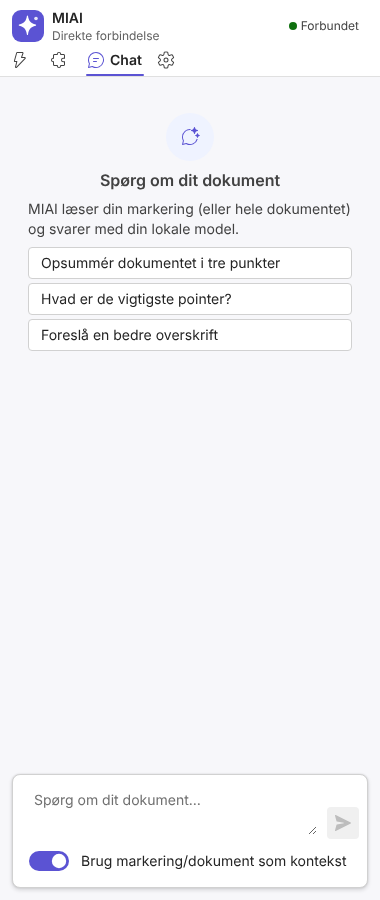 MIAI
Direkte forbindelse
Forbundet
Chat
Spørg om dit dokument
MIAI læser din markering (eller hele dokumentet)
og svarer med din lokale model.
Opsummér dokumentet i tre punkter
Hvad er de vigtigste pointer?
Foreslå en bedre overskrift
Spørg om dit dokument...
Brug markering/dokument som kontekst